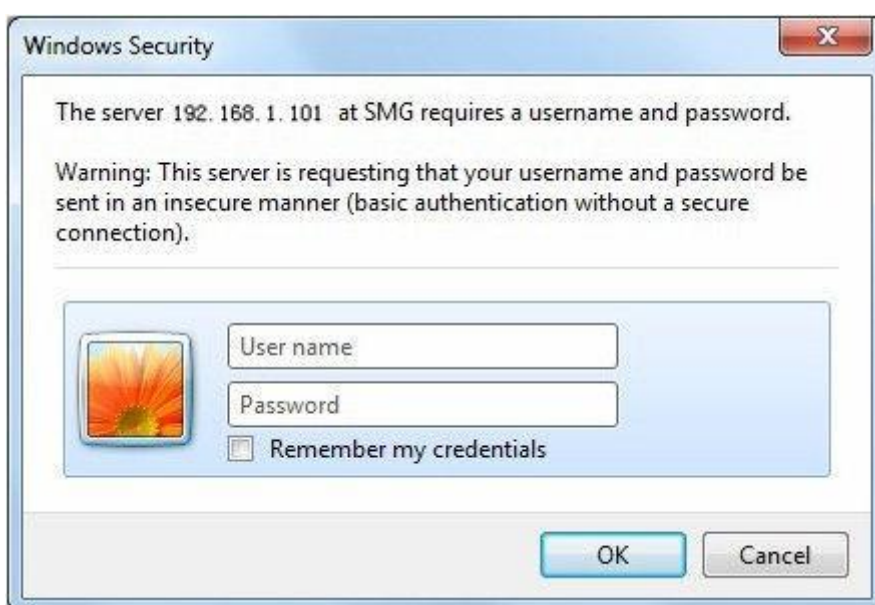 Windows Security
The server 192.168.1.101 at SMG requires a username and password.
Warning: This server is requesting that your username and password be
sent in an insecure manner (basic authentication without a secure
connection).
User name
Password
Remember my credentials
OK Cancel